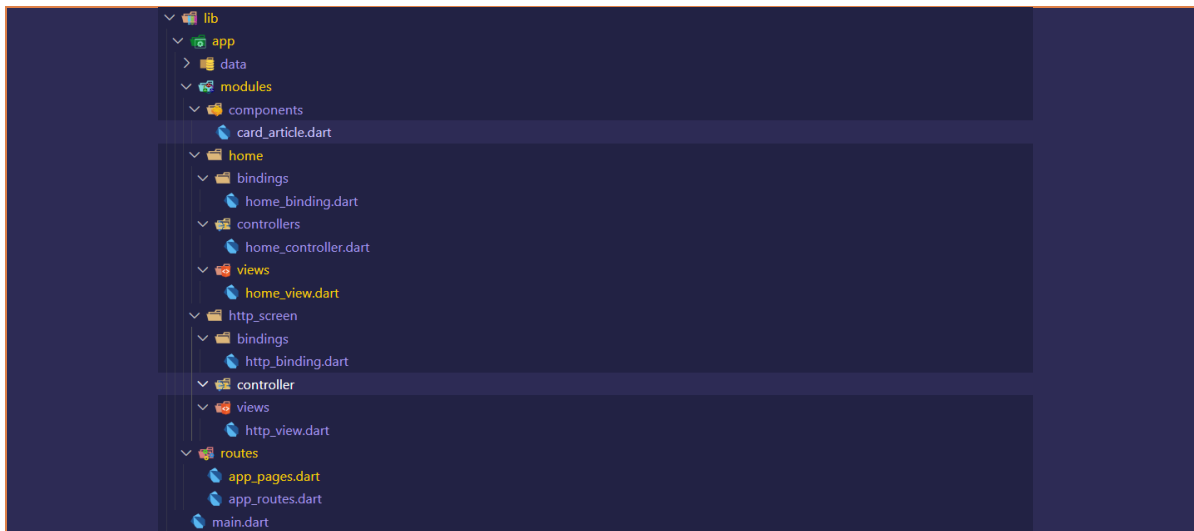 lib
app
data
modules
components
card_article.dart
home
bindings
home_binding.dart
controllers
home_controller.dart
views
home_view.dart
http_screen
bindings
http_binding.dart
controller
views
http_view.dart
routes
app_pages.dart
app_routes.dart
main.dart